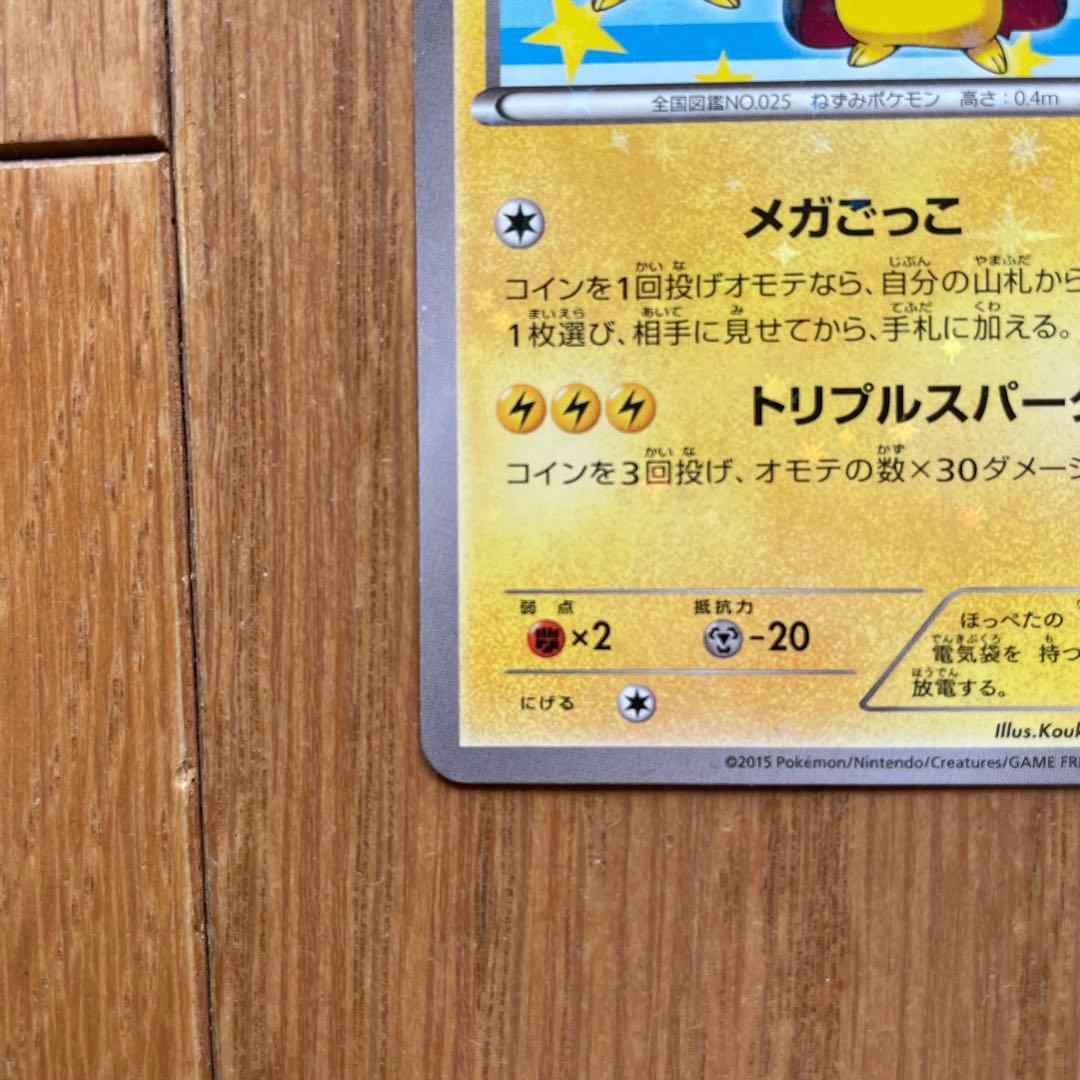 全国図鑑NO.025 ねずみポケモン 高さ：0.4m
メガごっこ
コインを1回投げオモテなら、自分の山札から
1枚選び、相手に見せてから、手札に加える。
トリプルスパー
コインを3回投げ、オモテの数×30ダメージ
弱点 抵抗力
×2 −20
にげる
ほっぺたの
電気袋を 持つ
放電する。
Illus.Kouk
©2015 Pokémon/Nintendo/Creatures/GAME FR